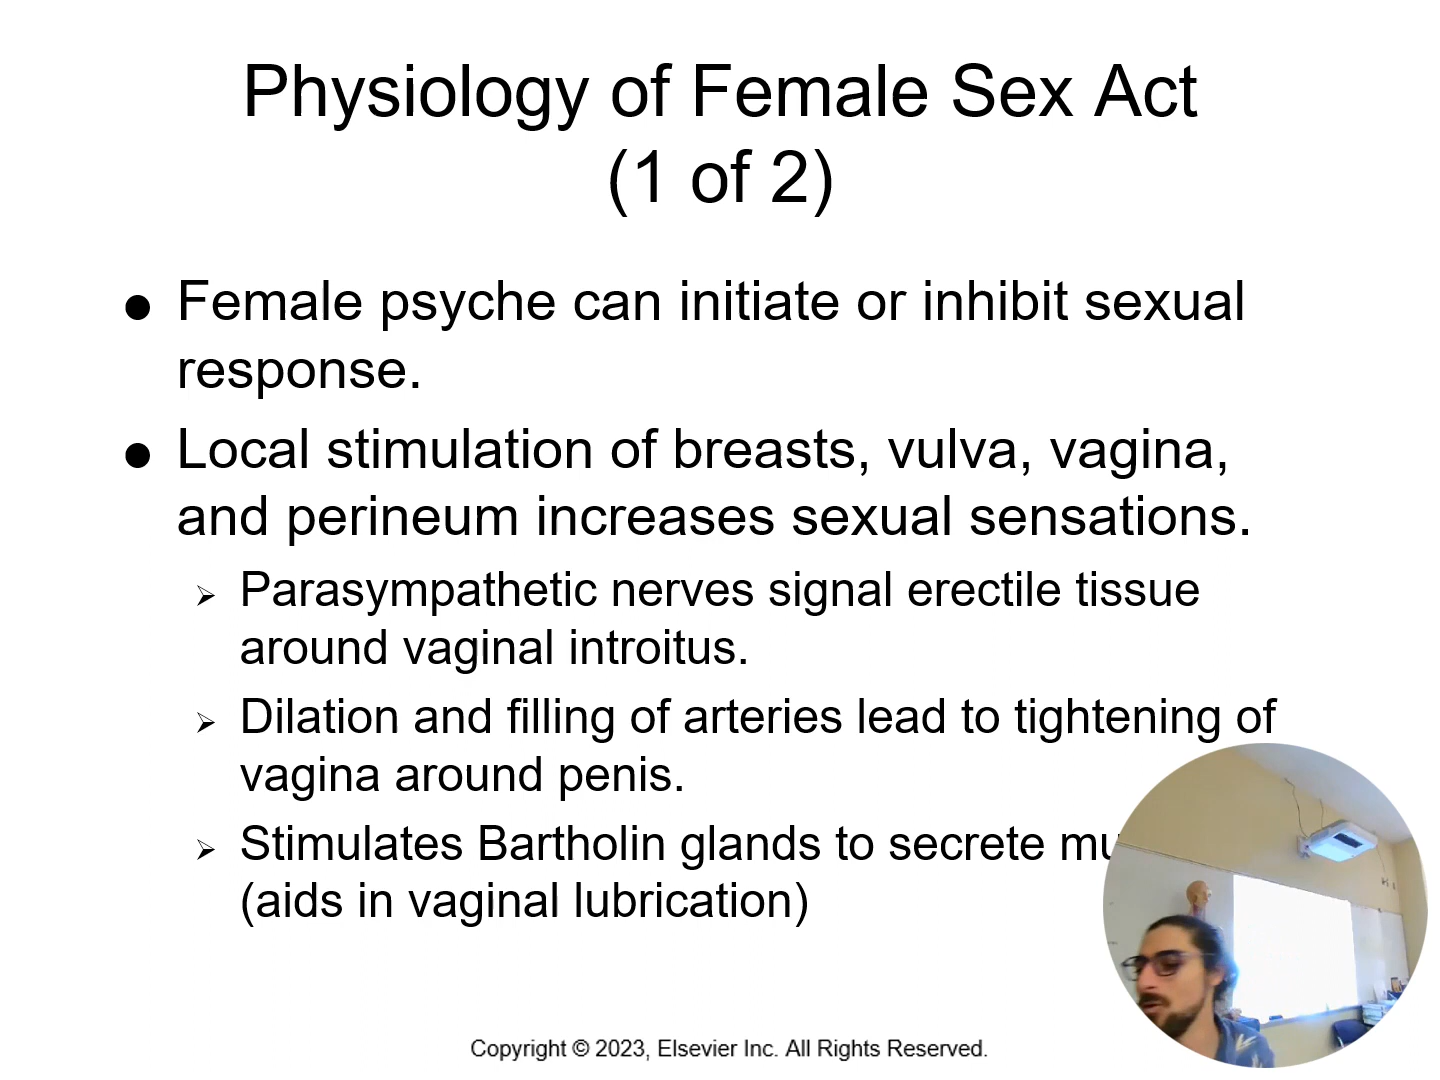 Physiology of Female Sex Act
(1 of 2)
● Female psyche can initiate or inhibit sexual
response.
● Local stimulation of breasts, vulva, vagina,
and perineum increases sexual sensations.
➢ Parasympathetic nerves signal erectile tissue
around vaginal introitus.
➢ Dilation and filling of arteries lead to tightening of
vagina around penis.
➢ Stimulates Bartholin glands to secrete
(aids in vaginal lubrication)
Copyright © 2023, Elsevier Inc. All Rights Reserved.